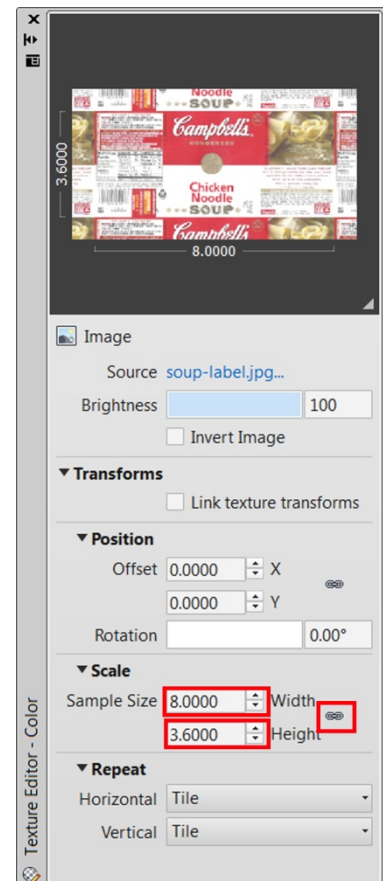 Noodle
SOUP
Campbell's
CONDENSED
Chicken
Noodle
SOUP
Campbell's
3.6000
8.0000
Image
Source soup-label.jpg...
Brightness 100
Invert Image
Transforms
Link texture transforms
Position
Offset 0.0000 X
0.0000 Y
Rotation 0.00°
Scale
Sample Size 8.0000 Width
3.6000 Height
Repeat
Horizontal Tile
Vertical Tile
Texture Editor - Color